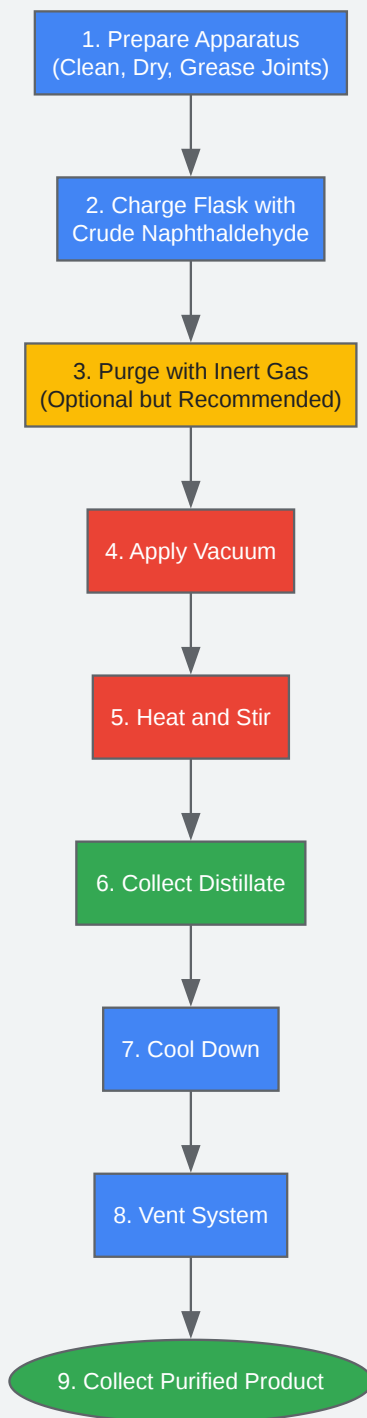 1. Prepare Apparatus
(Clean, Dry, Grease Joints)
2. Charge Flask with
Crude Naphthaldehyde
3. Purge with Inert Gas
(Optional but Recommended)
4. Apply Vacuum
5. Heat and Stir
6. Collect Distillate
7. Cool Down
8. Vent System
9. Collect Purified Product